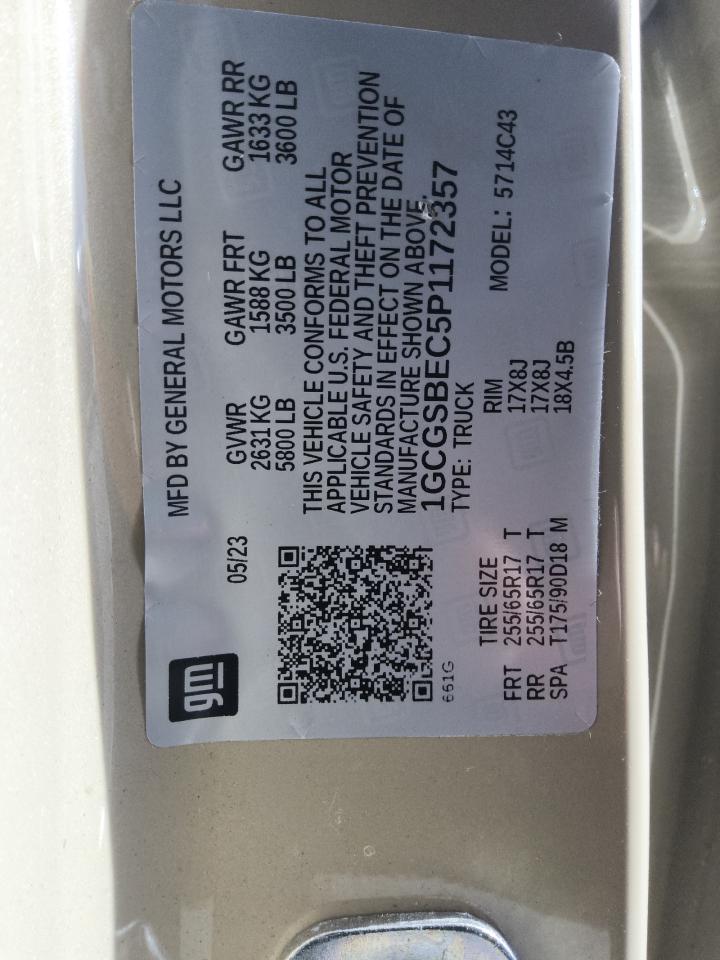 gm
MFD BY GENERAL MOTORS LLC
05/23 GVWR GAWR FRT GAWR RR
2631 KG 1588 KG 1633 KG
5800 LB 3500 LB 3600 LB
THIS VEHICLE CONFORMS TO ALL
APPLICABLE U.S. FEDERAL MOTOR
VEHICLE SAFETY AND THEFT PREVENTION
STANDARDS IN EFFECT ON THE DATE OF
MANUFACTURE SHOWN ABOVE.
1GCGSBEC5P1172357
661G TYPE: TRUCK MODEL: 5714C43
TIRE SIZE RIM
FRT 255/65R17 T 17X8J
RR 255/65R17 T 17X8J
SPA T175/90D18 M 18X4.5B